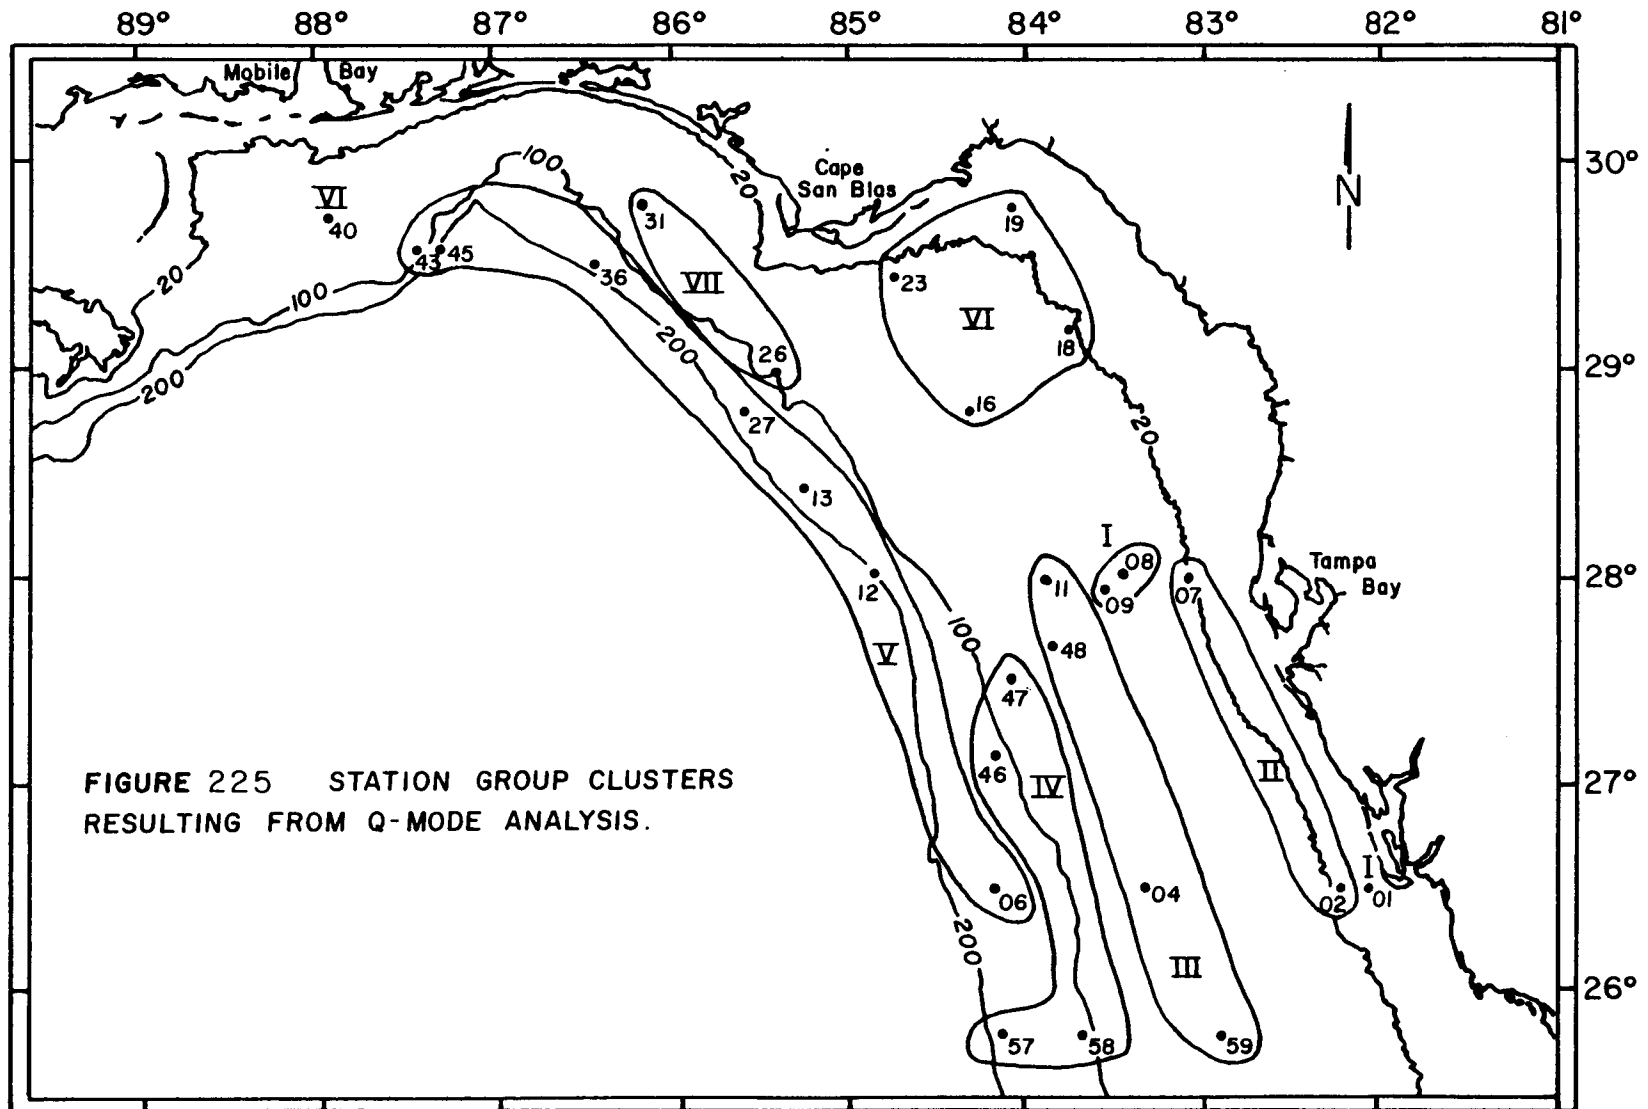 89° 88° 87° 86° 85° 84° 83° 82° 81°
Mobile Bay
30°
100
20
Cape
San Blas
N
VI
40
31
19
43
45
36
VII
23
VI
18
20
100
200
26
29°
200
16
27
20
13
I
08
Tampa
Bay
28°
11
09
07
12
100
48
V
47
46
IV
II
27°
FIGURE 225 STATION GROUP CLUSTERS
RESULTING FROM Q-MODE ANALYSIS.
I
06
04
02
01
200
III
26°
57
58
59